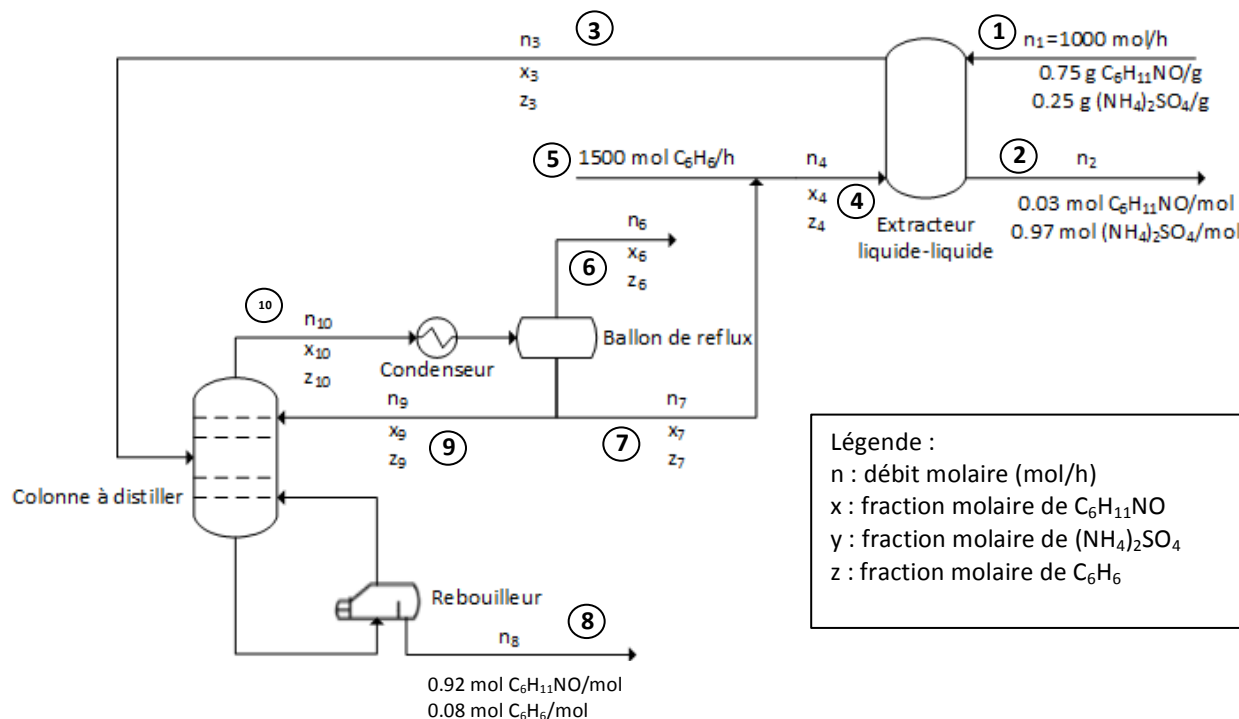 ③
n₃
x₃
z₃
①
n₁=1000 mol/h
0.75 g C₆H₁₁NO/g
0.25 g (NH₄)₂SO₄/g
⑤
1500 mol C₆H₆/h
n₄
x₄
z₄
④
②
n₂
0.03 mol C₆H₁₁NO/mol
0.97 mol (NH₄)₂SO₄/mol
Extracteur
liquide-liquide
n₆
x₆
z₆
⑥
⑩
n₁₀
x₁₀
z₁₀
Condenseur
Ballon de reflux
n₉
x₉
z₉
⑨
⑦
n₇
x₇
z₇
Colonne à distiller
Rebouilleur
⑧
n₈
0.92 mol C₆H₁₁NO/mol
0.08 mol C₆H₆/mol
Légende :
n : débit molaire (mol/h)
x : fraction molaire de C₆H₁₁NO
y : fraction molaire de (NH₄)₂SO₄
z : fraction molaire de C₆H₆